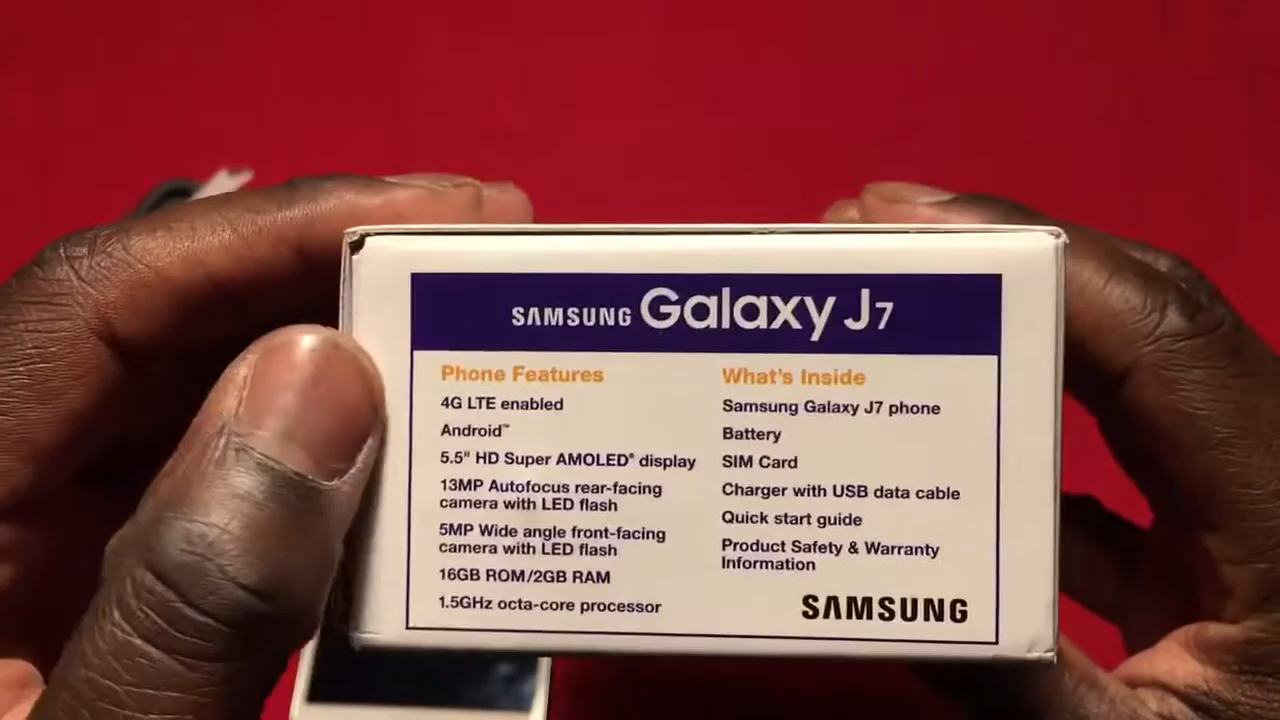 SAMSUNG Galaxy J7
Phone Features
4G LTE enabled
Android™
5.5" HD Super AMOLED® display
13MP Autofocus rear-facing
camera with LED flash
5MP Wide angle front-facing
camera with LED flash
16GB ROM/2GB RAM
1.5GHz octa-core processor
What's Inside
Samsung Galaxy J7 phone
Battery
SIM Card
Charger with USB data cable
Quick start guide
Product Safety & Warranty
Information
SAMSUNG